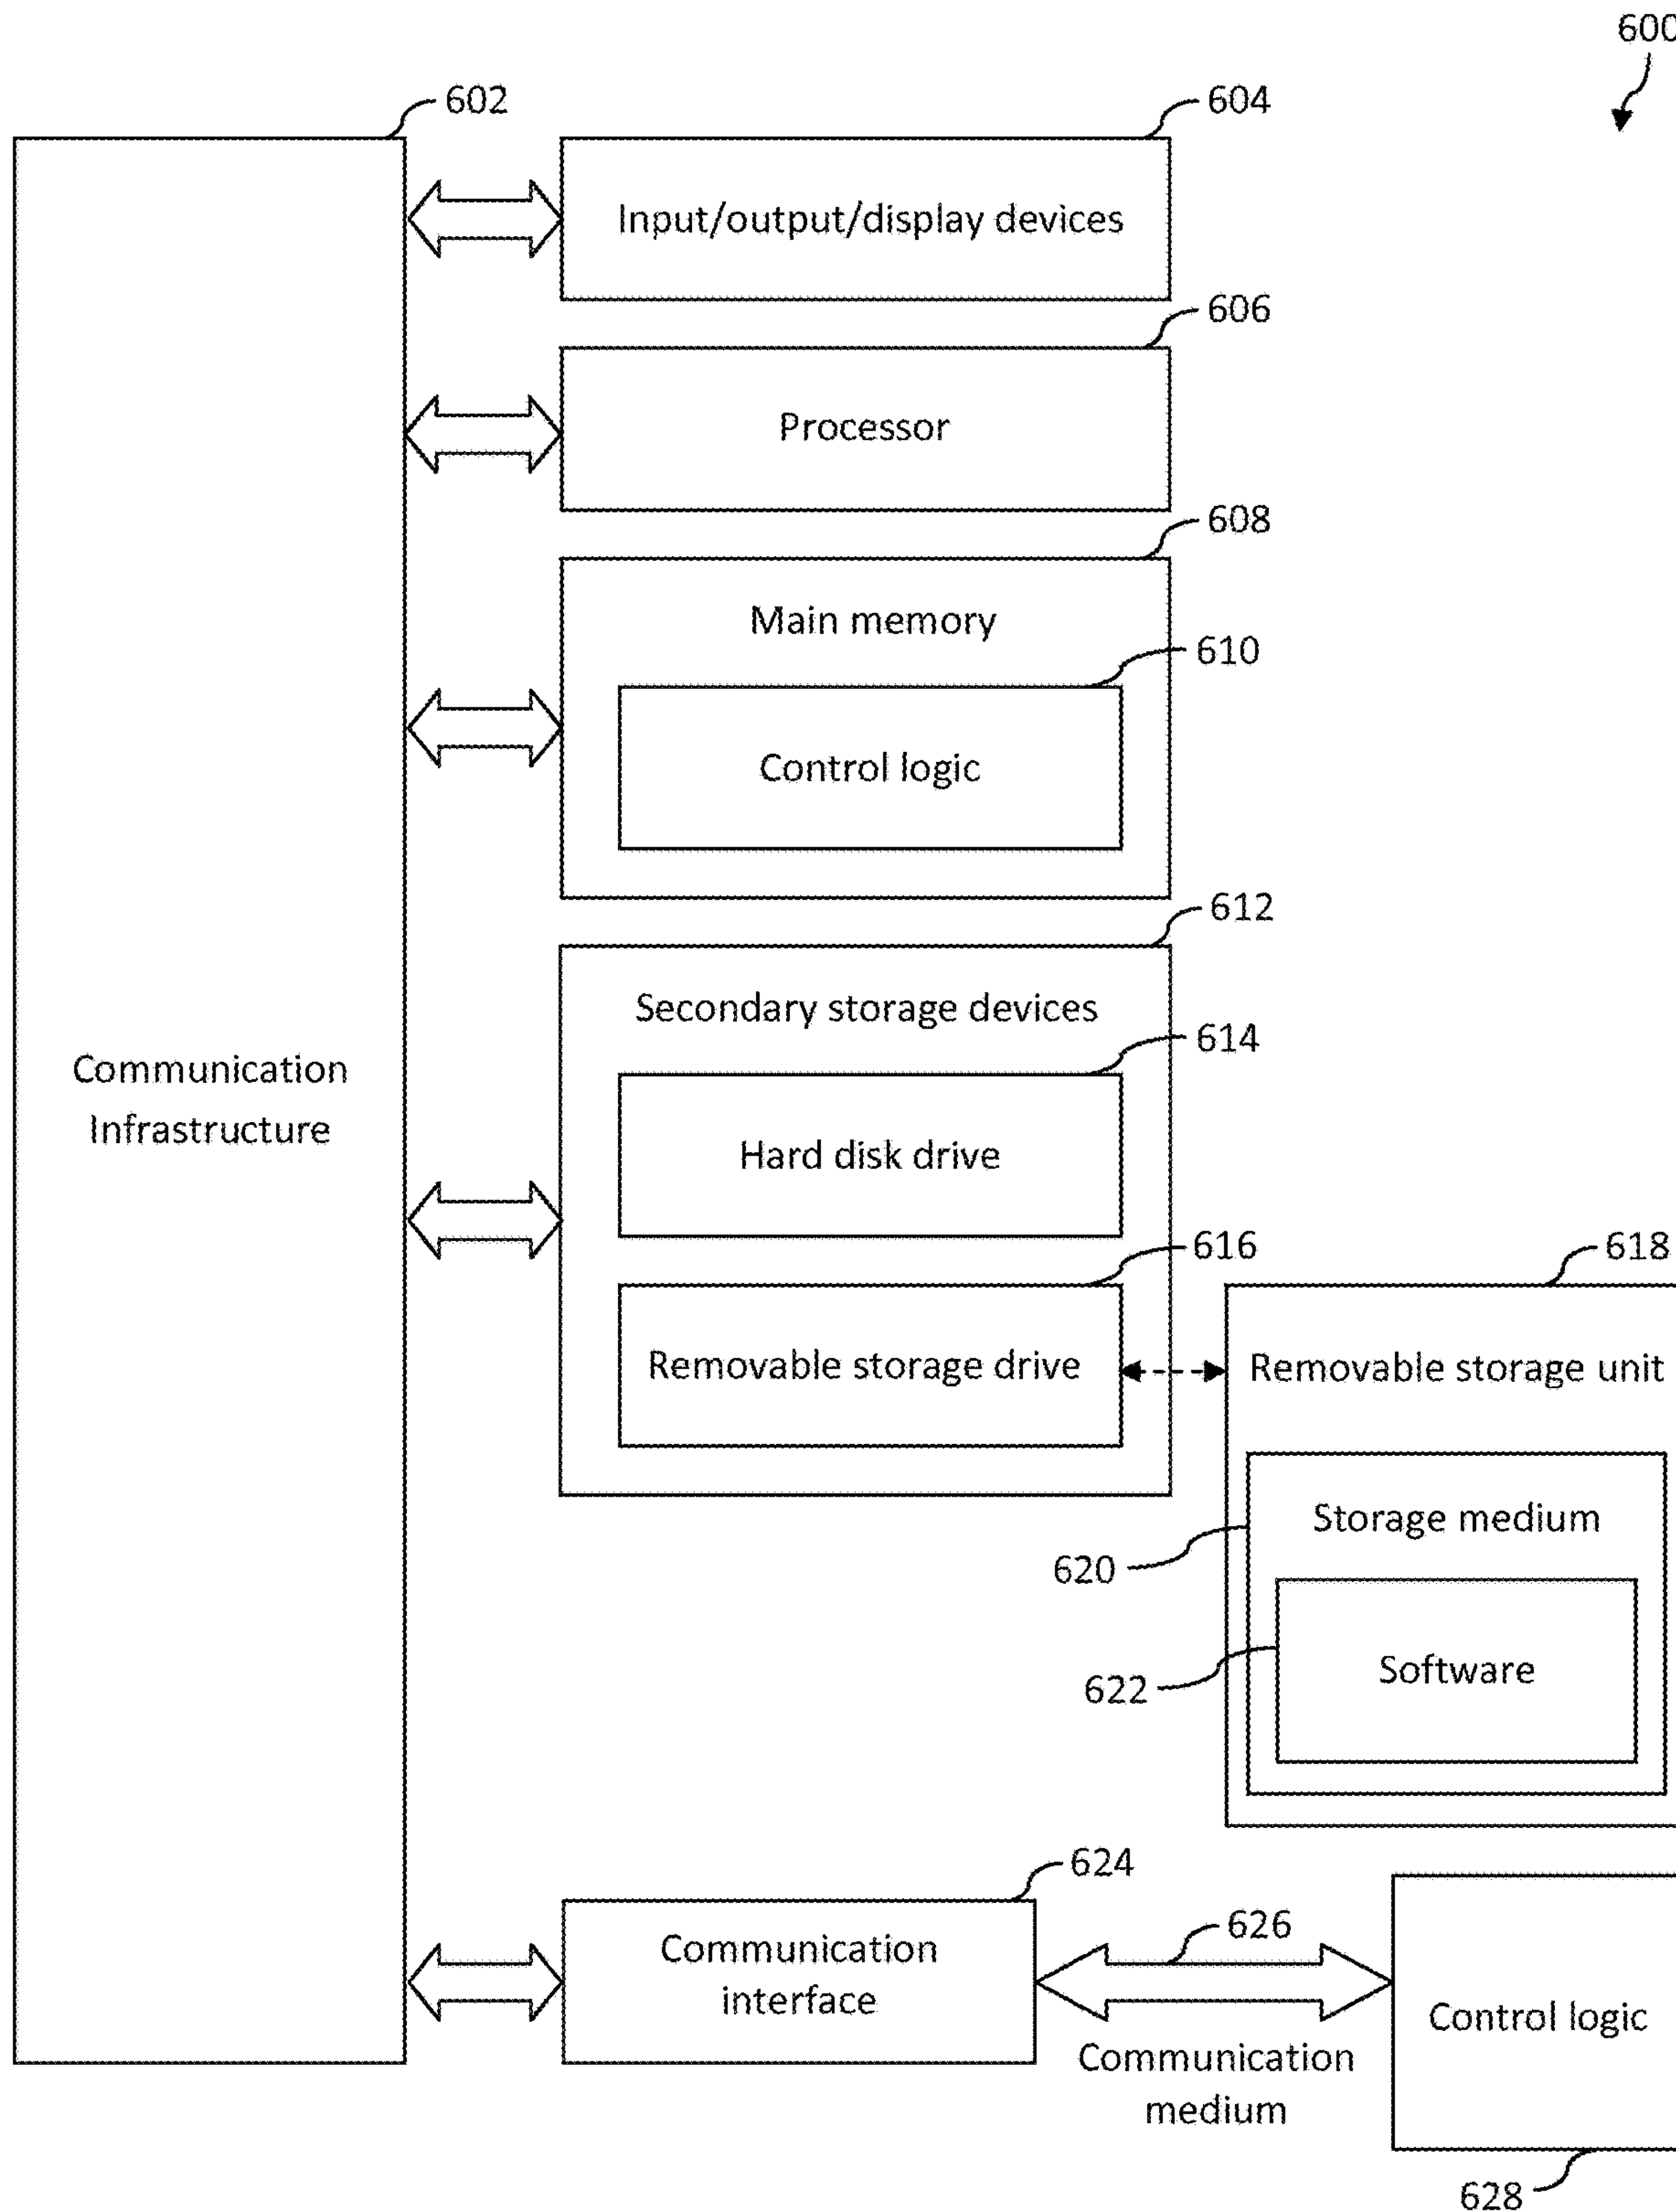 600
602
604
Input/output/display devices
606
Processor
608
Main memory
610
Control logic
612
Secondary storage devices
614
Communication
Infrastructure
Hard disk drive
616
618
Removable storage drive
Removable storage unit
Storage medium
620
Software
622
624
626
Communication
interface
Control logic
Communication
medium
628